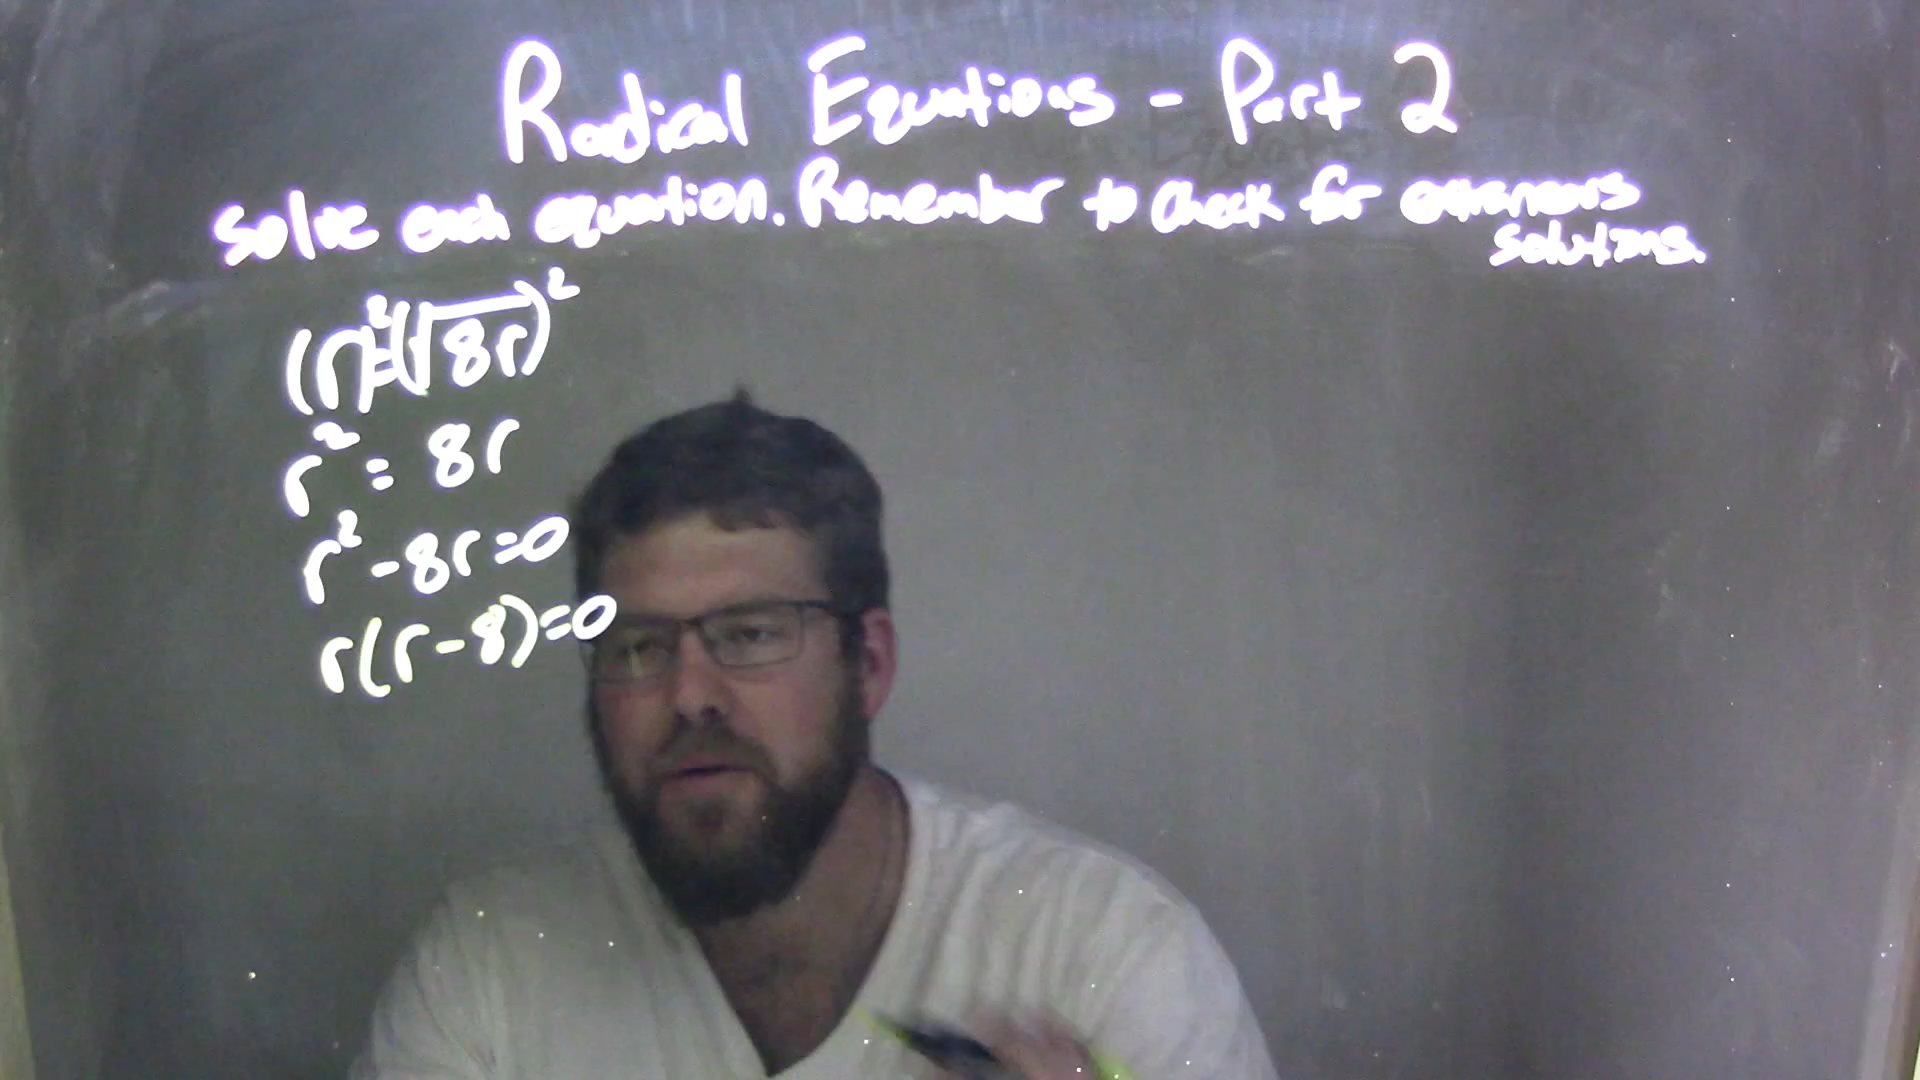 Radical Equations - Part 2
Solve each equation. Remember to check for extraneous
solutions.
(r)²=(√8r)²
r² = 8r
r² - 8r = 0
r(r-8)=0